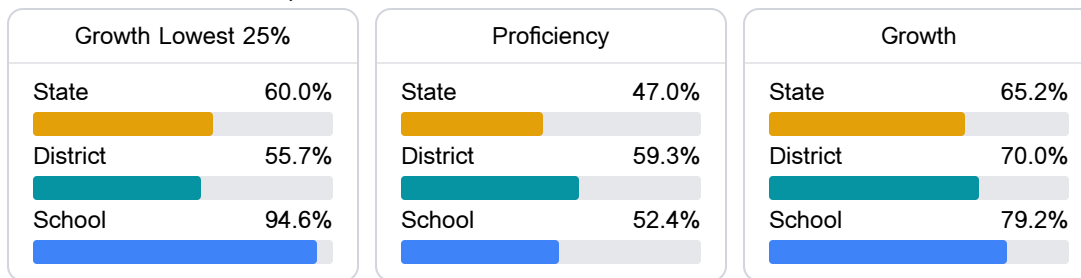 Growth Lowest 25%
State 60.0%
District 55.7%
School 94.6%
Proficiency
State 47.0%
District 59.3%
School 52.4%
Growth
State 65.2%
District 70.0%
School 79.2%